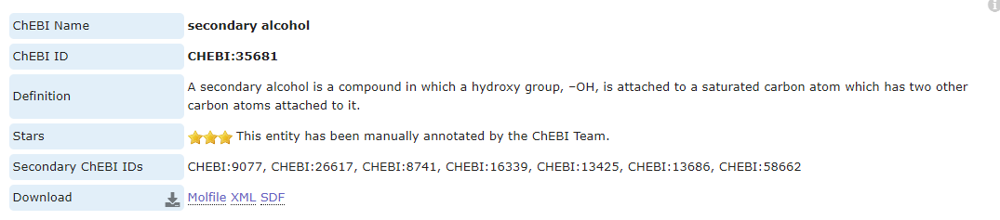 ChEBI Name secondary alcohol
ChEBI ID CHEBI:35681
Definition A secondary alcohol is a compound in which a hydroxy group, −OH, is attached to a saturated carbon atom which has two other
carbon atoms attached to it.
Stars This entity has been manually annotated by the ChEBI Team.
Secondary ChEBI IDs CHEBI:9077, CHEBI:26617, CHEBI:8741, CHEBI:16339, CHEBI:13425, CHEBI:13686, CHEBI:58662
Download Molfile XML SDF